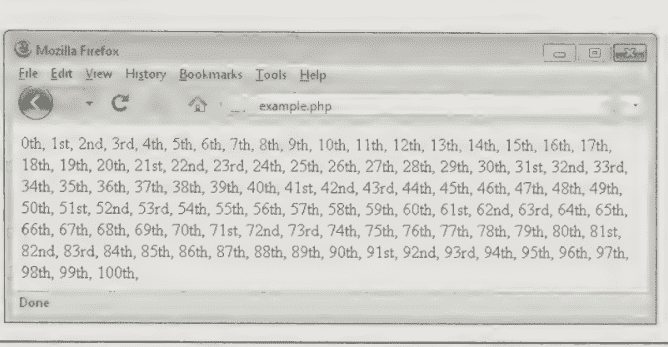 Mozilla Firefox
File Edit View History Bookmarks Tools Help
example.php
0th, 1st, 2nd, 3rd, 4th, 5th, 6th, 7th, 8th, 9th, 10th, 11th, 12th, 13th, 14th, 15th, 16th, 17th,
18th, 19th, 20th, 21st, 22nd, 23rd, 24th, 25th, 26th, 27th, 28th, 29th, 30th, 31st, 32nd, 33rd,
34th, 35th, 36th, 37th, 38th, 39th, 40th, 41st, 42nd, 43rd, 44th, 45th, 46th, 47th, 48th, 49th,
50th, 51st, 52nd, 53rd, 54th, 55th, 56th, 57th, 58th, 59th, 60th, 61st, 62nd, 63rd, 64th, 65th,
66th, 67th, 68th, 69th, 70th, 71st, 72nd, 73rd, 74th, 75th, 76th, 77th, 78th, 79th, 80th, 81st,
82nd, 83rd, 84th, 85th, 86th, 87th, 88th, 89th, 90th, 91st, 92nd, 93rd, 94th, 95th, 96th, 97th,
98th, 99th, 100th,
Done